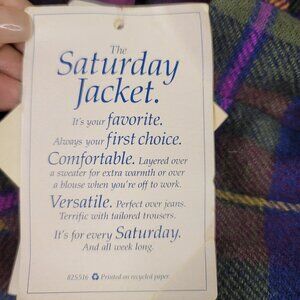 The
Saturday
Jacket.
It's your favorite.
Always your first choice.
Comfortable. Layered over
a sweater for extra warmth or over
a blouse when you're off to work.
Versatile. Perfect over jeans.
Terrific with tailored trousers.
It's for every Saturday.
And all week long.
825516 Printed on recycled paper